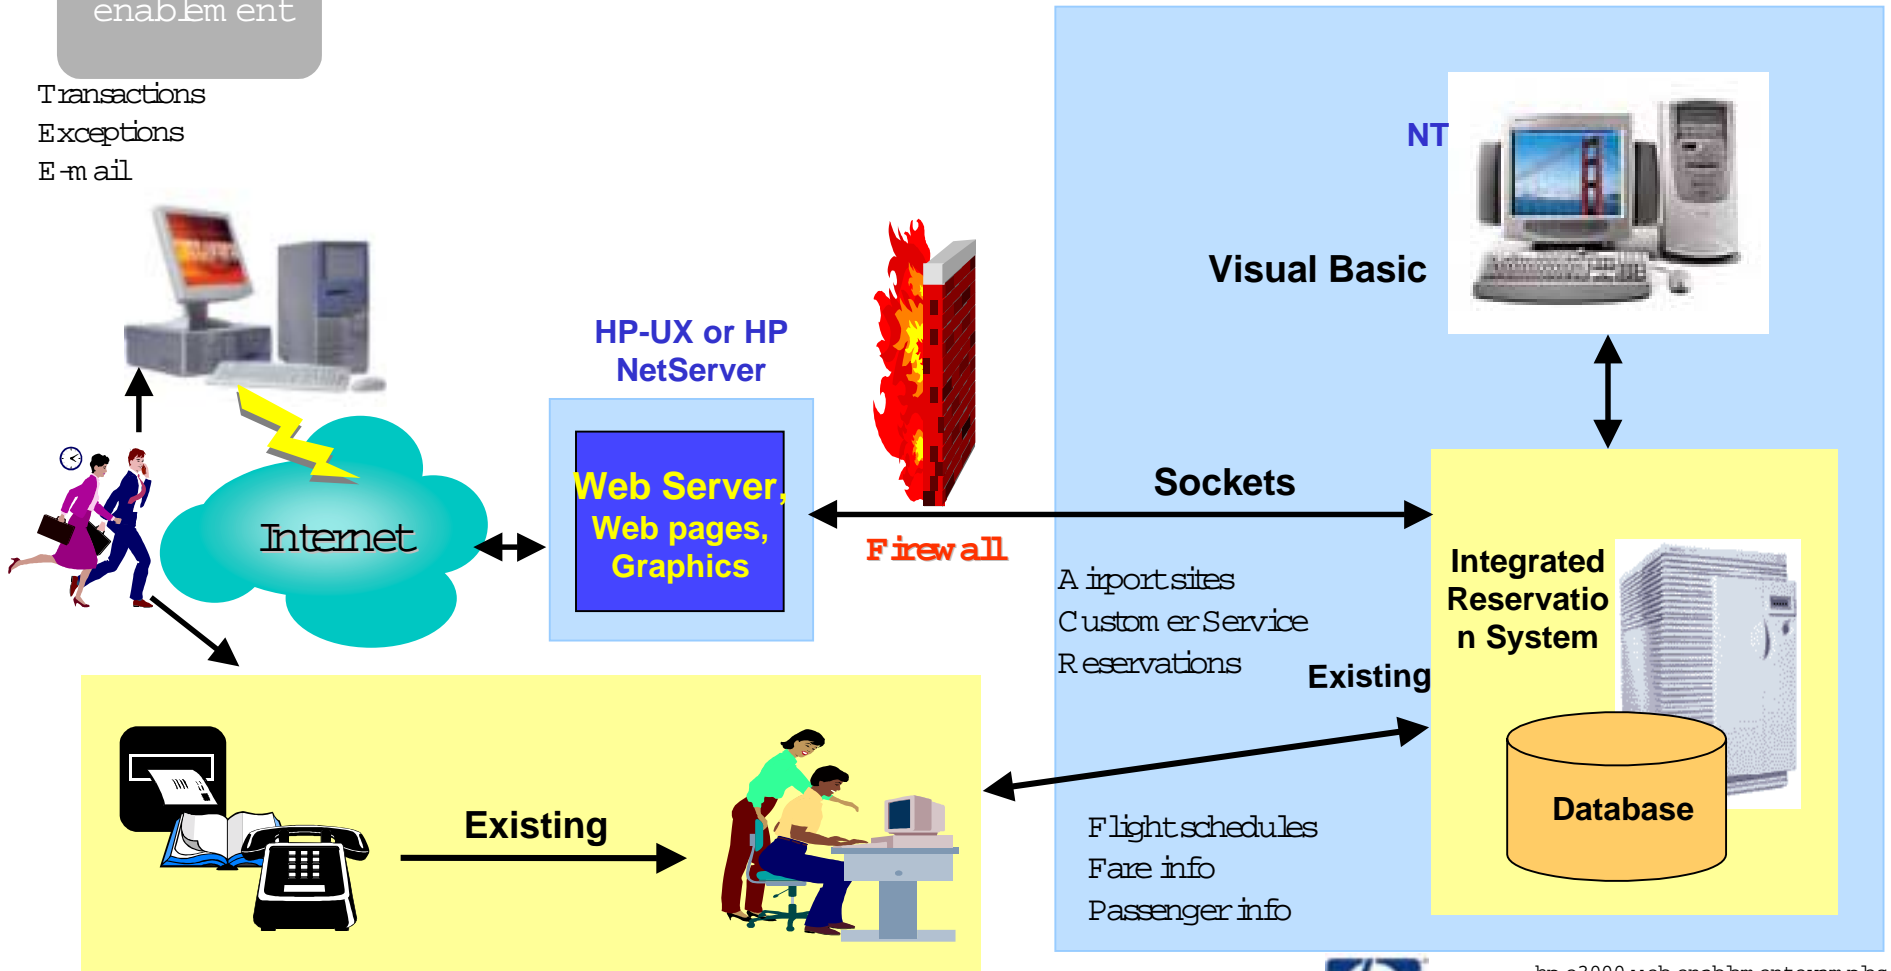 enablement
Transactions
Exceptions
E-mail
NT
Visual Basic
HP-UX or HP
NetServer
Web Server,
Web pages,
Graphics
Internet
Firewall
Sockets
Airport sites
Customer Service
Reservations
Existing
Integrated
Reservatio
n System
Database
Existing
Flight schedules
Fare info
Passenger info